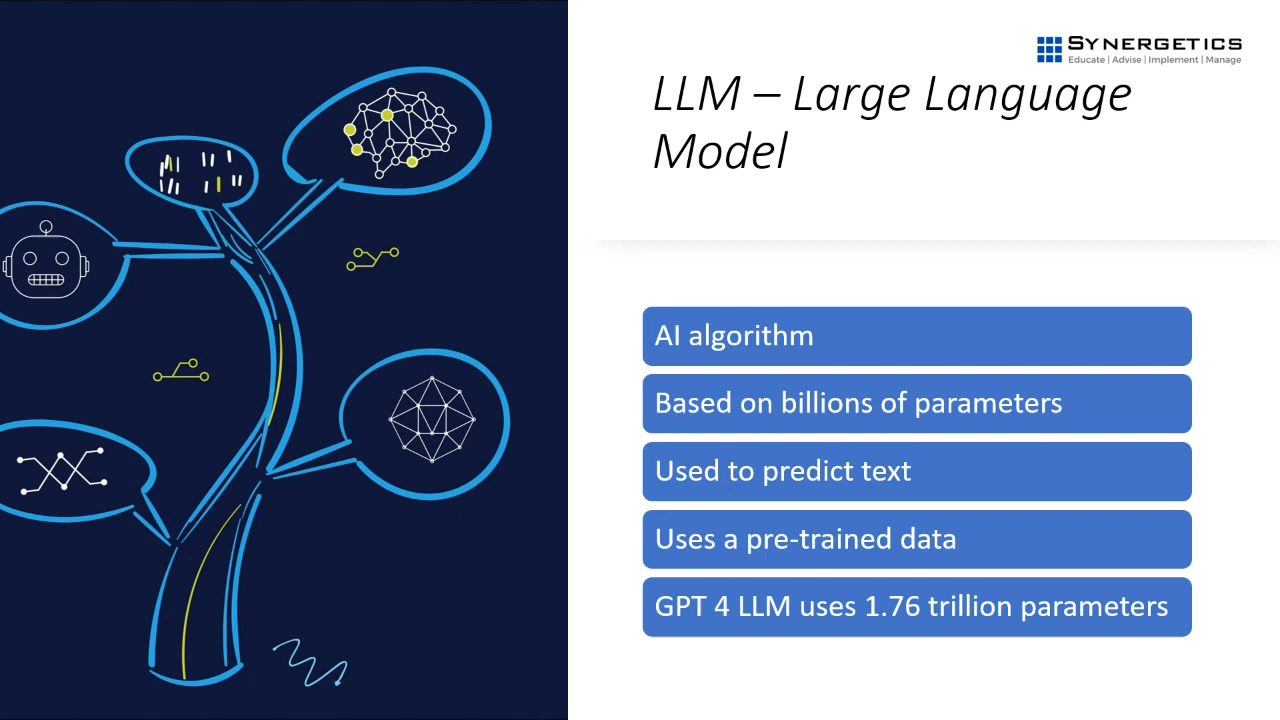 SYNERGETICS
Educate | Advise | Implement | Manage
LLM – Large Language
Model
AI algorithm
Based on billions of parameters
Used to predict text
Uses a pre-trained data
GPT 4 LLM uses 1.76 trillion parameters